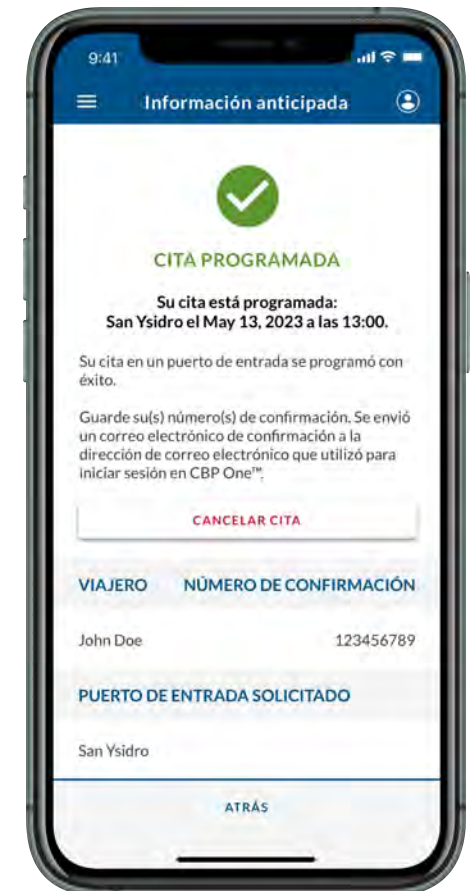 9:41
Información anticipada
CITA PROGRAMADA
Su cita está programada:
San Ysidro el May 13, 2023 a las 13:00.
Su cita en un puerto de entrada se programó con
éxito.
Guarde su(s) número(s) de confirmación. Se envió
un correo electrónico de confirmación a la
dirección de correo electrónico que utilizó para
iniciar sesión en CBP One™.
CANCELAR CITA
VIAJERO NÚMERO DE CONFIRMACIÓN
John Doe 123456789
PUERTO DE ENTRADA SOLICITADO
San Ysidro
ATRÁS